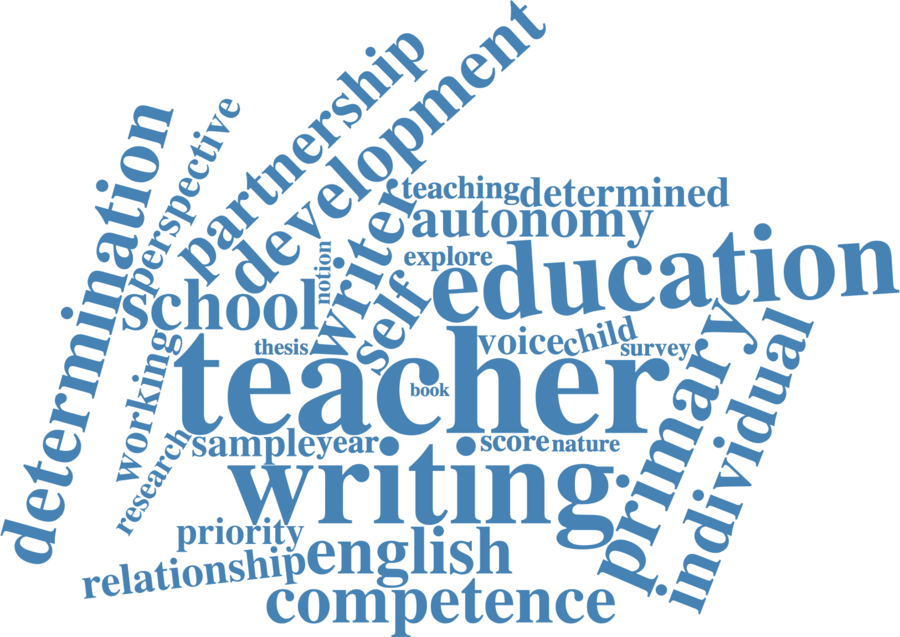 development
partnership
perspective
determination
teaching
determined
autonomy
writer
explore
notion
education
school
self
thesis
voice
child
survey
teacher
book
primary
individual
working
research
sample
year
score
nature
writing
priority
english
relationship
competence